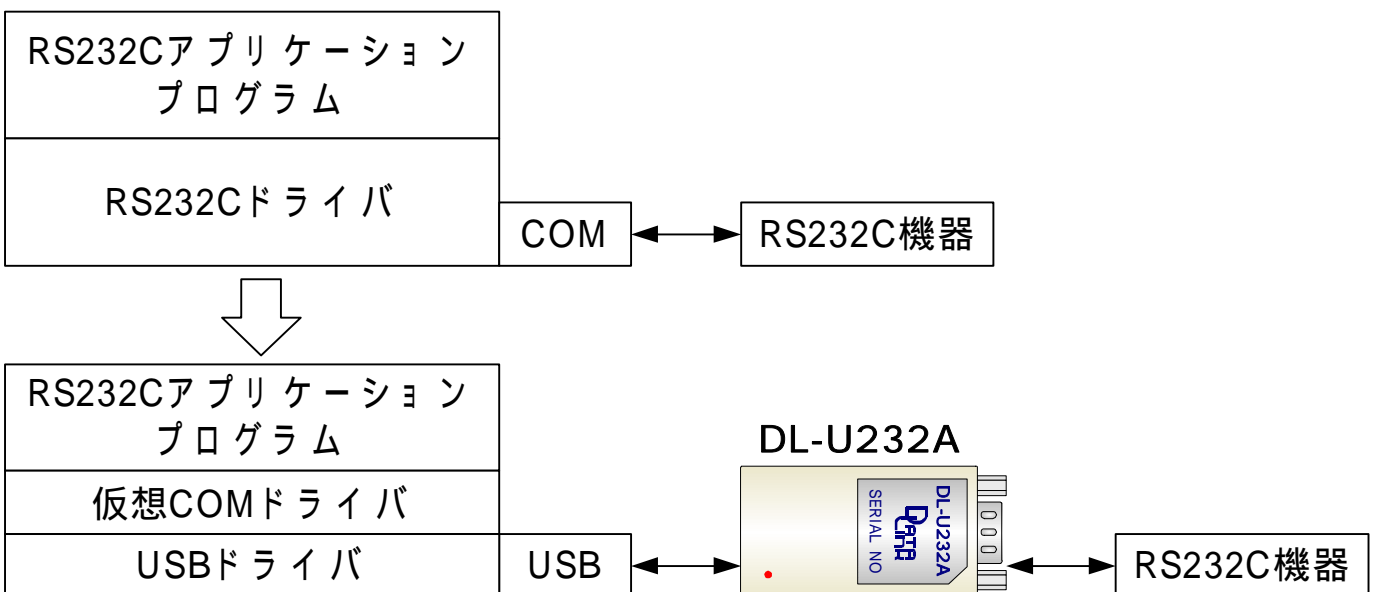 RS232Cアプリケーション
プログラム
RS232Cドライバ
COM
RS232C機器
RS232Cアプリケーション
プログラム
仮想COMドライバ
USBドライバ
USB
DL-U232A
DL-U232A
DATA
LINK
SERIAL NO
RS232C機器